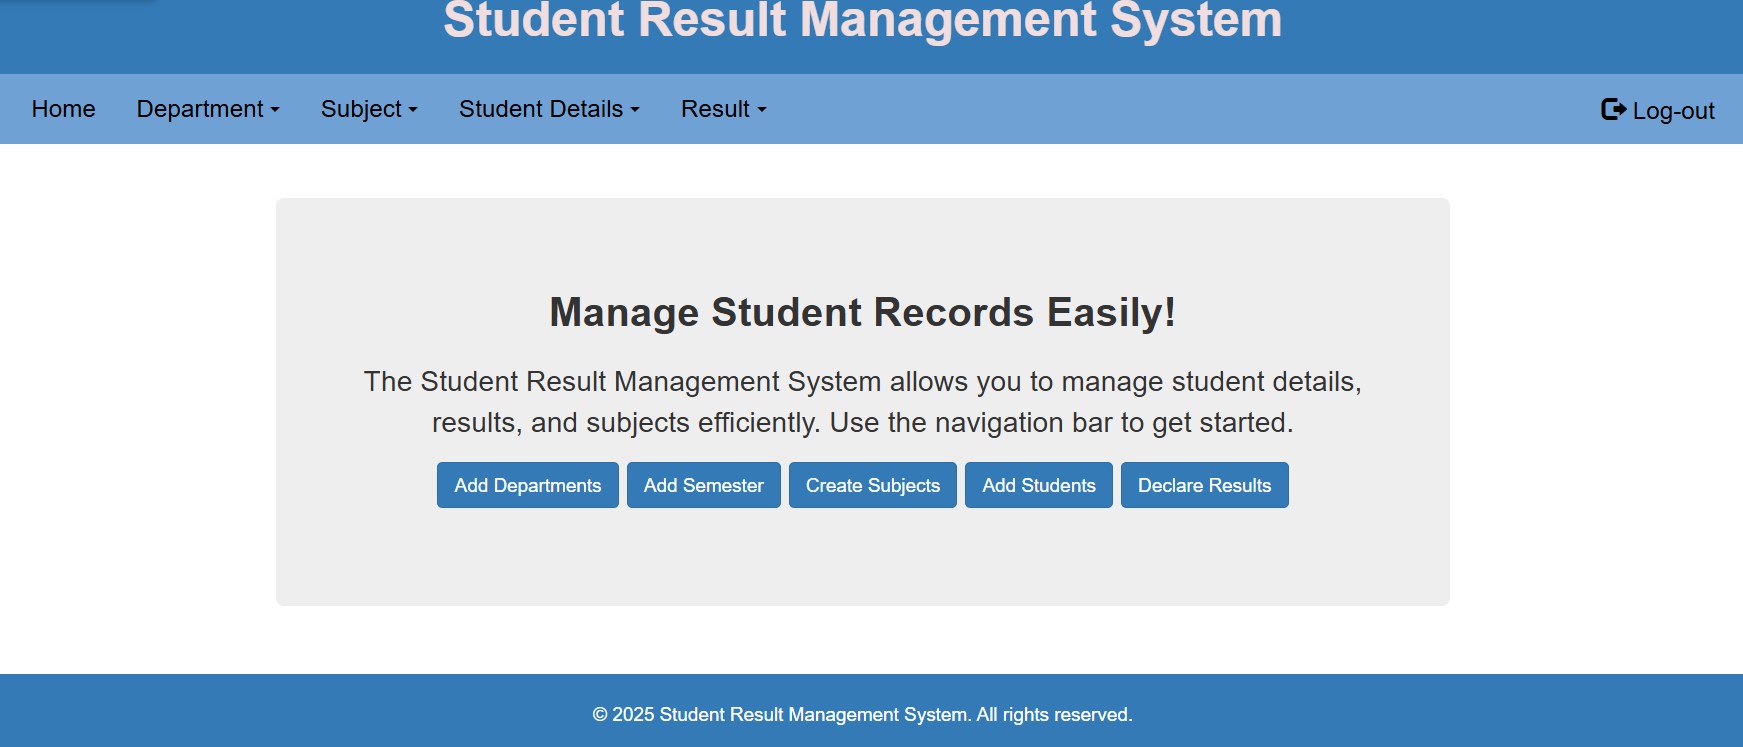 Student Result Management System
Home Department Subject Student Details Result Log-out
Manage Student Records Easily!
The Student Result Management System allows you to manage student details,
results, and subjects efficiently. Use the navigation bar to get started.
Add Departments Add Semester Create Subjects Add Students Declare Results
© 2025 Student Result Management System. All rights reserved.